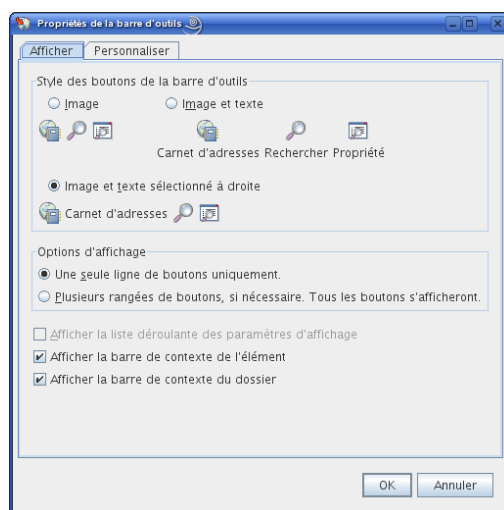 Propriétés de la barre d'outils
Afficher Personnaliser
Style des boutons de la barre d'outils
Image Image et texte
Carnet d'adresses Rechercher Propriété
Image et texte sélectionné à droite
Carnet d'adresses
Options d'affichage
Une seule ligne de boutons uniquement.
Plusieurs rangées de boutons, si nécessaire. Tous les boutons s'afficheront.
Afficher la liste déroulante des paramètres d'affichage
Afficher la barre de contexte de l'élément
Afficher la barre de contexte du dossier
OK Annuler